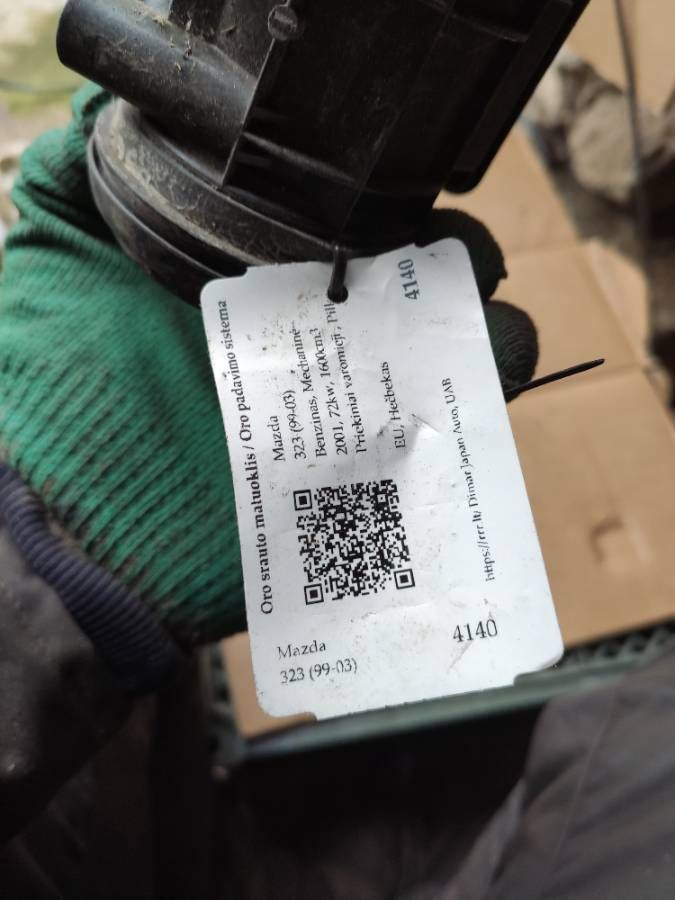 Oro srauto matuoklis / Oro padavimo sistema
Mazda
323 (99-03)
Benzinas, Mechaninė
2001, 72kw, 1600cm3
Priekiniai varomieji,
EU, Hečbekas
4140
https://rrr.lt/ Dimar Japan Auto, UAB
Mazda
323 (99-03)
4140